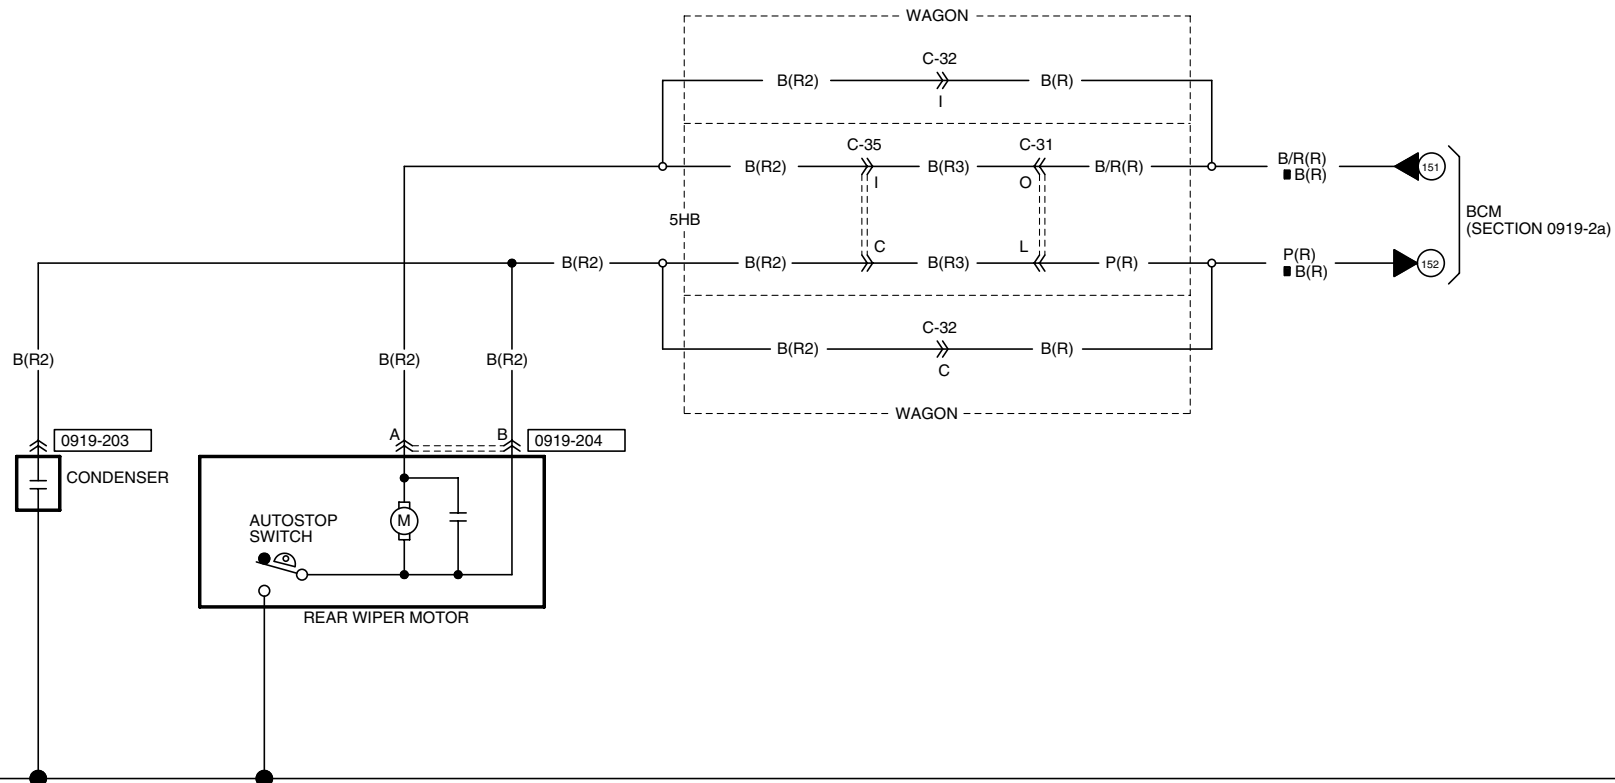 WAGON
C-32
B(R2)
B(R)
I
C-35
C-31
B(R2)
B(R3)
B/R(R)
B/R(R)
B(R)
151
I
O
5HB
BCM
(SECTION 0919-2a)
C
L
B(R2)
B(R2)
B(R3)
P(R)
P(R)
B(R)
152
C-32
B(R2)
B(R)
C
B(R2)
B(R2)
B(R2)
WAGON
0919-203
A
B
0919-204
CONDENSER
AUTOSTOP
SWITCH
M
REAR WIPER MOTOR